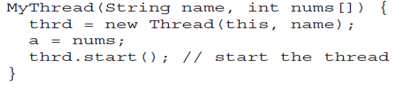 MyThread(String name, int nums[]) {
  thrd = new Thread(this, name);
  a = nums;
  thrd.start(); // start the thread
}